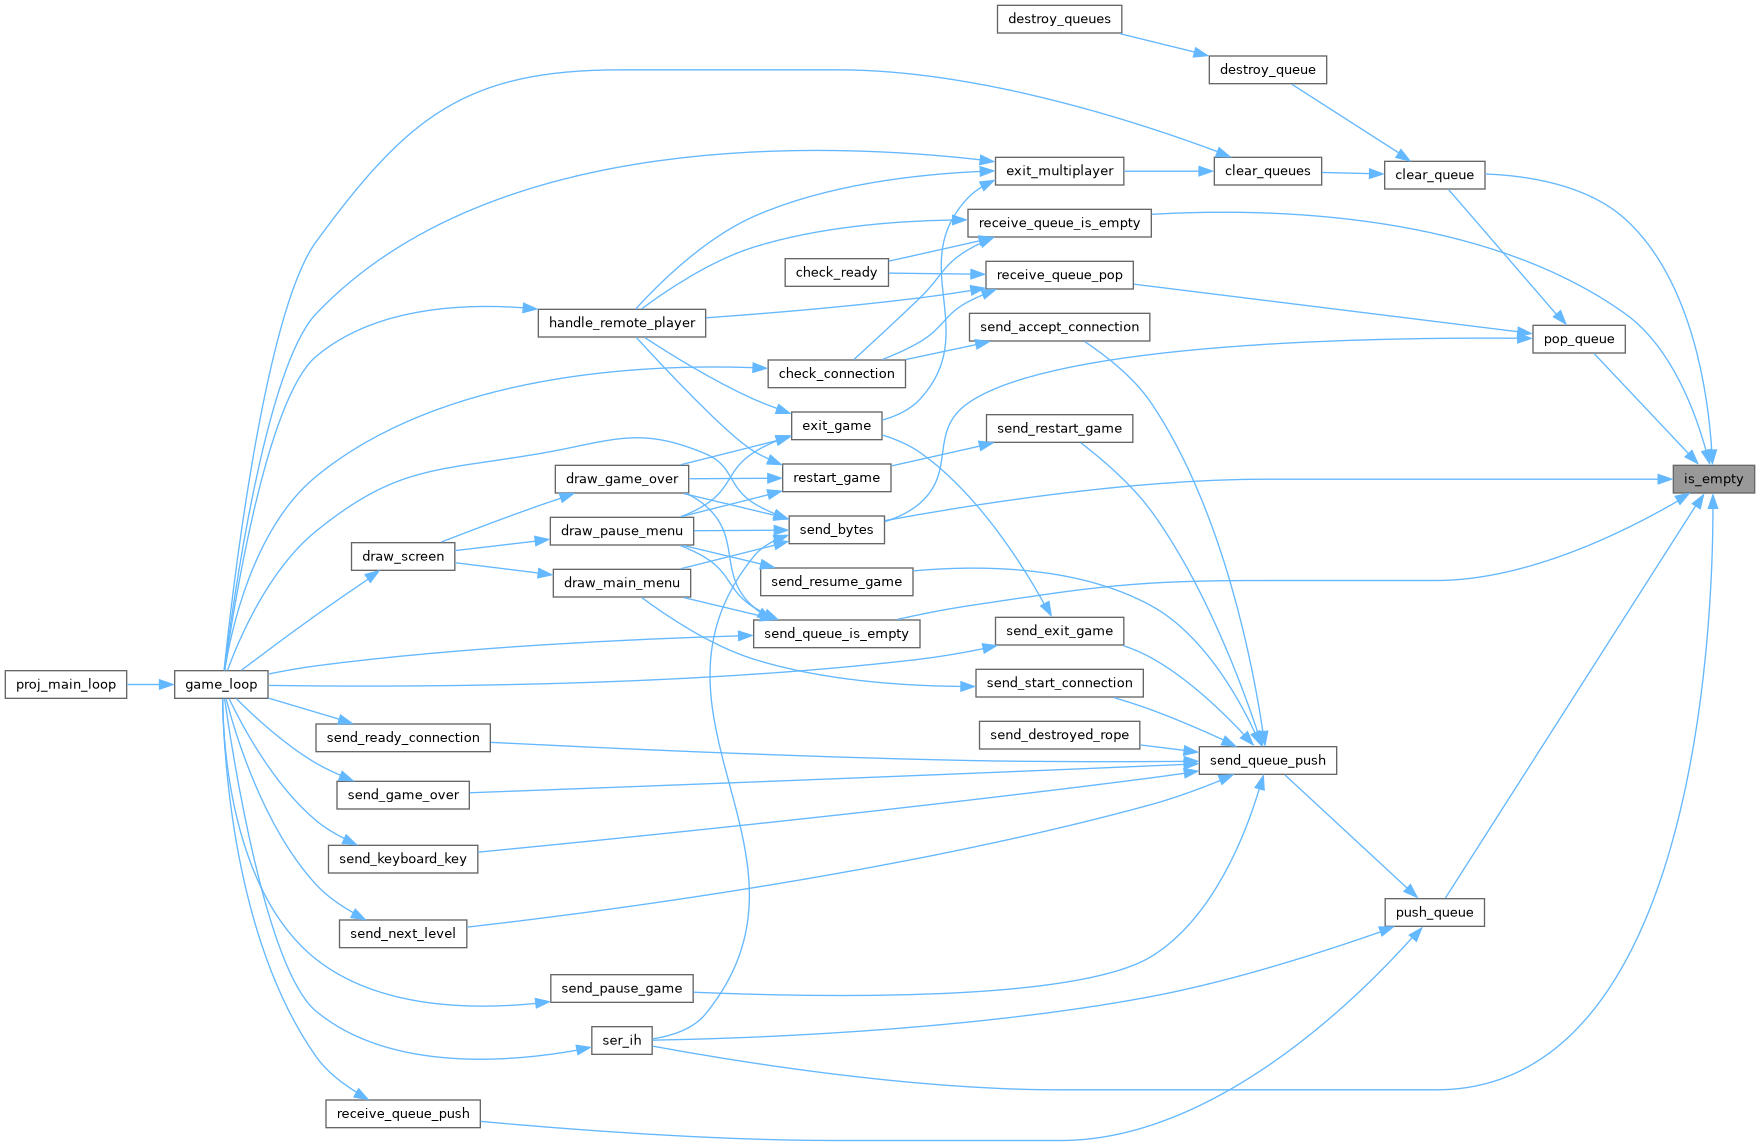 destroy_queues
destroy_queue
exit_multiplayer
clear_queues
clear_queue
receive_queue_is_empty
check_ready
receive_queue_pop
handle_remote_player
send_accept_connection
pop_queue
check_connection
exit_game
send_restart_game
draw_game_over
restart_game
is_empty
draw_pause_menu
send_bytes
draw_screen
draw_main_menu
send_resume_game
send_queue_is_empty
send_exit_game
proj_main_loop
game_loop
send_start_connection
send_ready_connection
send_destroyed_rope
send_queue_push
send_game_over
send_keyboard_key
push_queue
send_next_level
send_pause_game
ser_ih
receive_queue_push